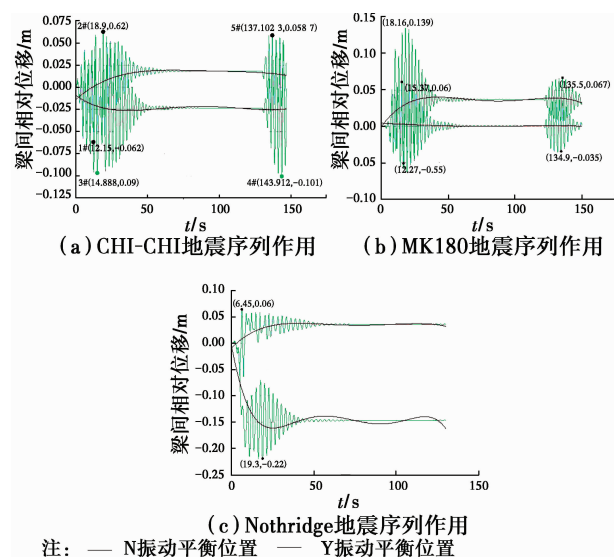 梁间相对位移/m
0.075
0.050
0.025
0.000
-0.025
-0.050
-0.075
-0.100
-0.125
2#(18.9,0.62)
5#(137.102 3,0.058 7)
1#(12.15,-0.062)
3#(14.888,0.09)
4#(143.912,-0.101)
0 50 100 150
t/s
(a)CHI-CHI地震序列作用
梁间相对位移/m
0.15
0.10
0.05
0.00
0.05
0.10
(18.16,0.139)
(15.37,0.06)
(135.5,0.067)
(12.27,-0.55)
(134.9,-0.035)
0 50 100 150
t/s
(b)MK180地震序列作用
梁间相对位移/m
0.10
0.05
0.00
-0.05
-0.10
-0.15
-0.20
-0.25
(6.45,0.06)
(19.3,-0.22)
0 50 100 150
t/s
(c)Nothridge地震序列作用
注: — N振动平衡位置 — Y振动平衡位置